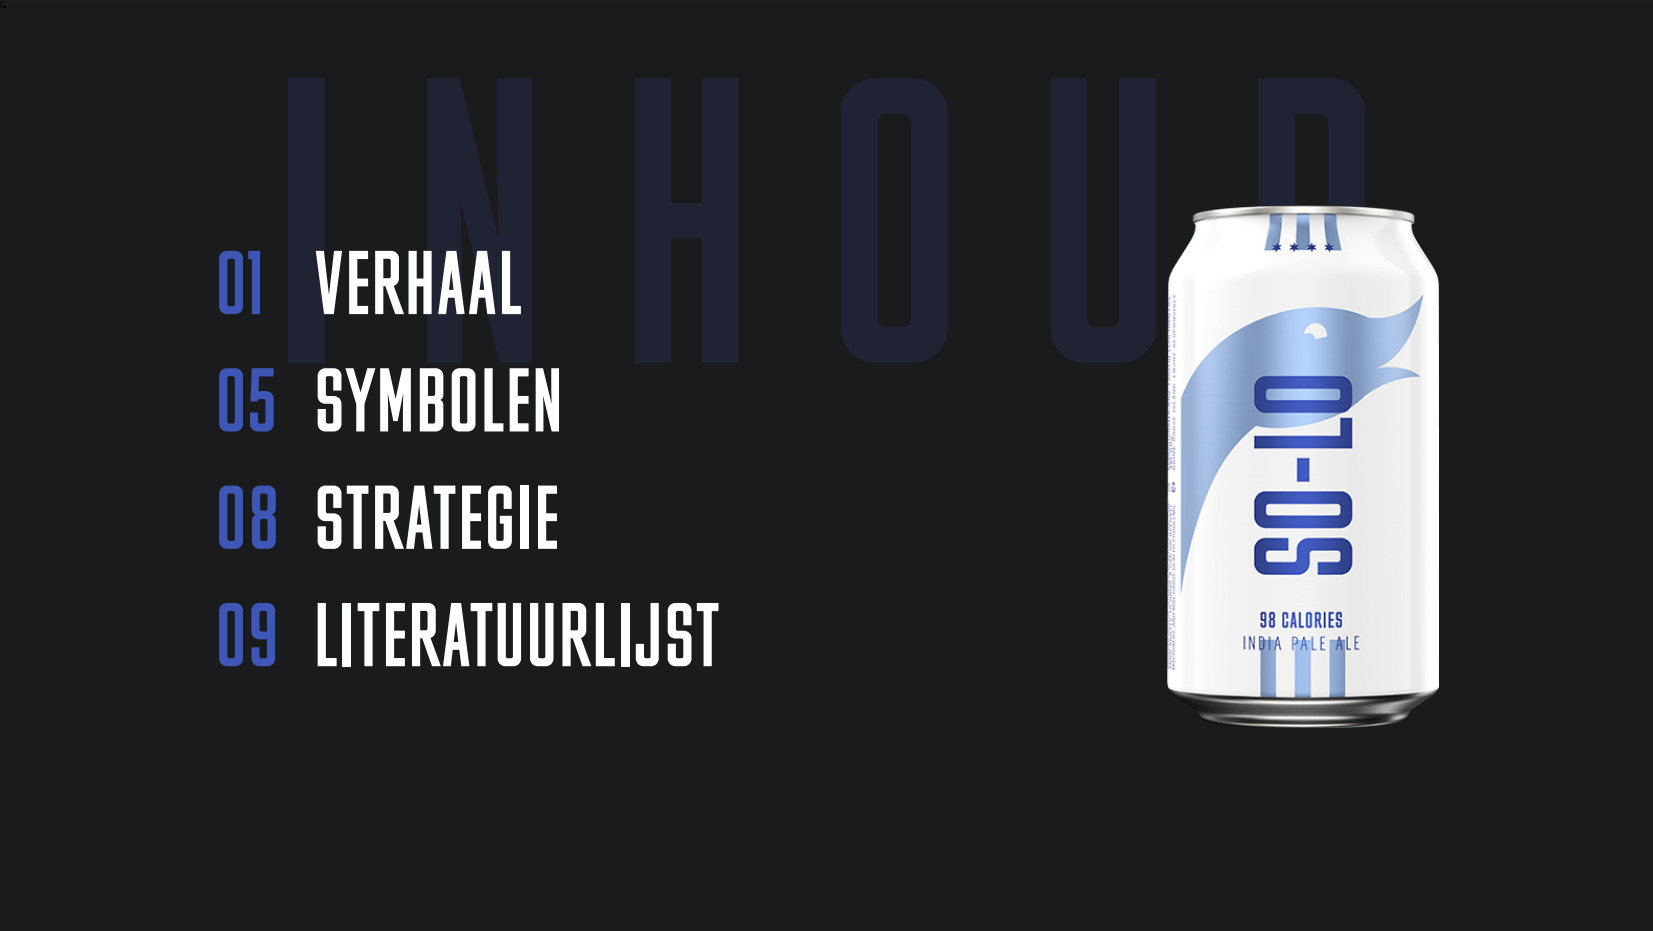 INHOUD
01 VERHAAL
05 SYMBOLEN
08 STRATEGIE
09 LITERATUURLIJST
SO-LO
98 CALORIES
INDIA PALE ALE